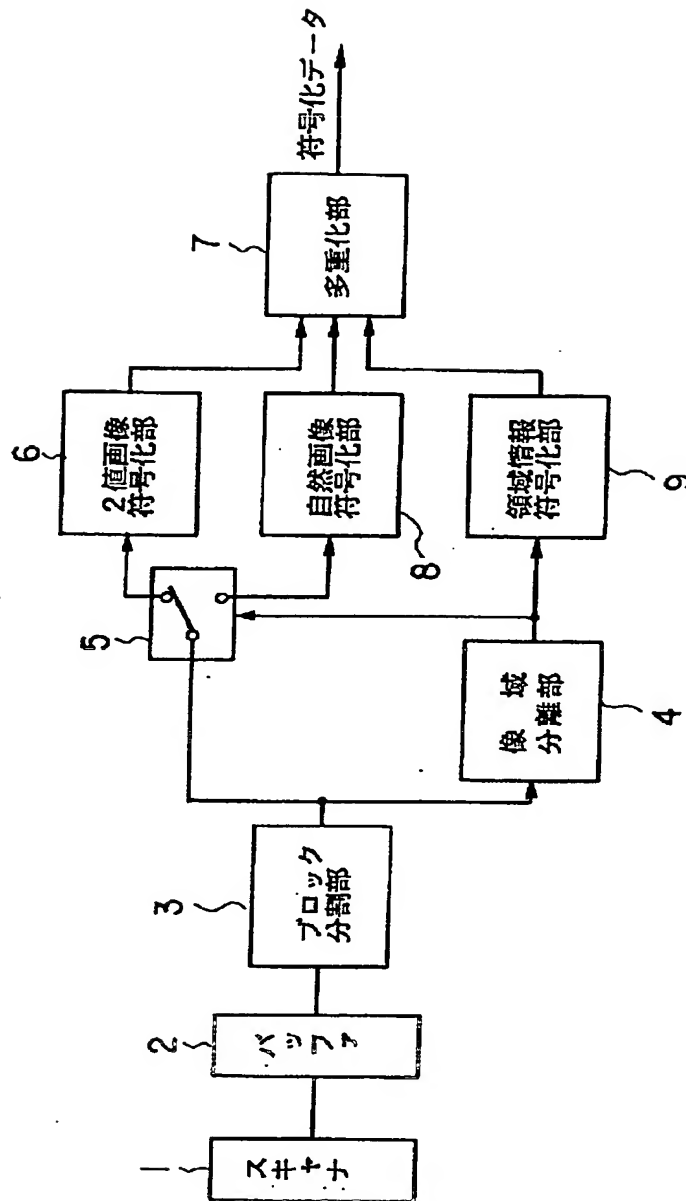 1
スキャナ
2
バッファ
3
ブロック
分割部
4
像域
分離部
5
6
2値画像
符号化部
8
自然画像
符号化部
9
領域情報
符号化部
7
多重化部
符号化データ